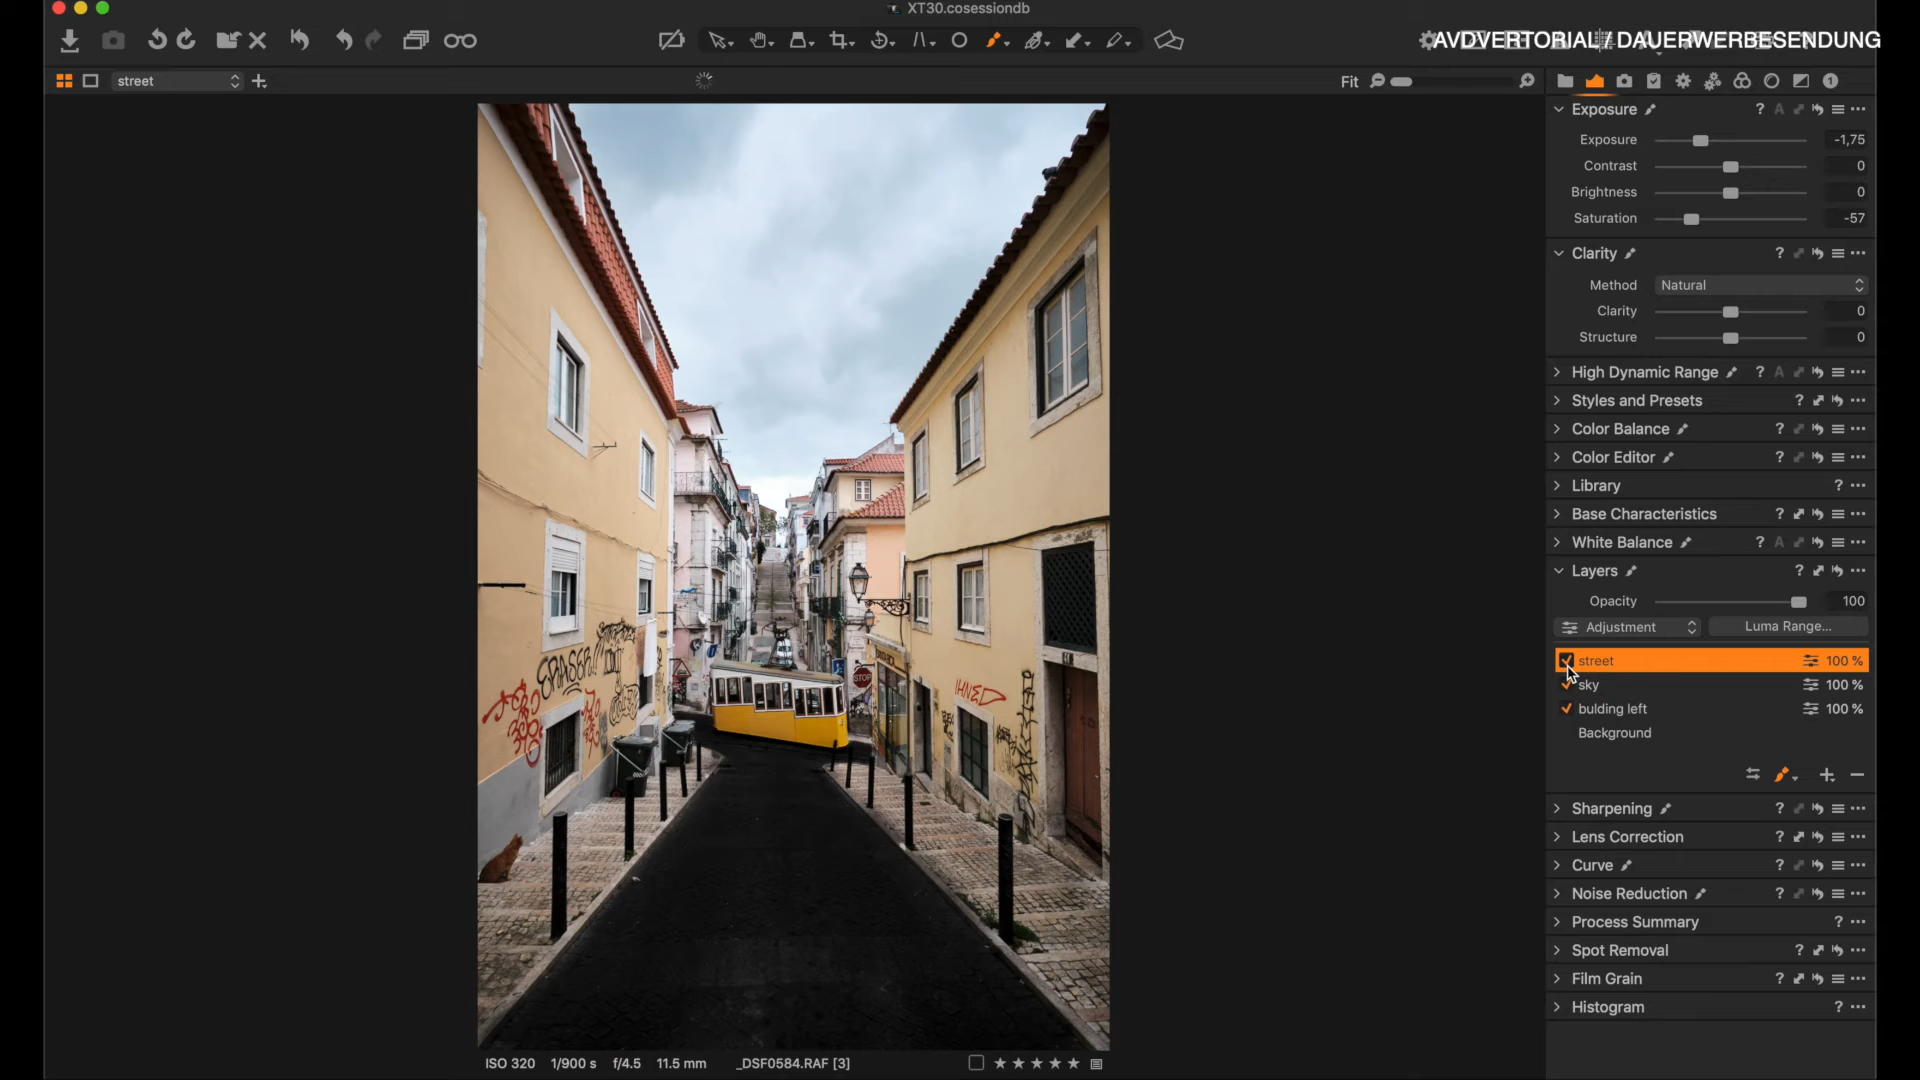 XT30.cosessiondb
AVDVERTORIAL / DAUERWERBESENDUNG
street
Fit
Exposure
Exposure -1,75
Contrast 0
Brightness 0
Saturation -57
Clarity
Method Natural
Clarity 0
Structure 0
High Dynamic Range
Styles and Presets
Color Balance
Color Editor
Library
Base Characteristics
White Balance
Layers
Opacity 100
Adjustment Luma Range...
street 100 %
sky 100 %
bulding left 100 %
Background
Sharpening
Lens Correction
Curve
Noise Reduction
Process Summary
Spot Removal
Film Grain
Histogram
STOP
ISO 320 1/900 s f/4.5 11.5 mm _DSF0584.RAF [3]